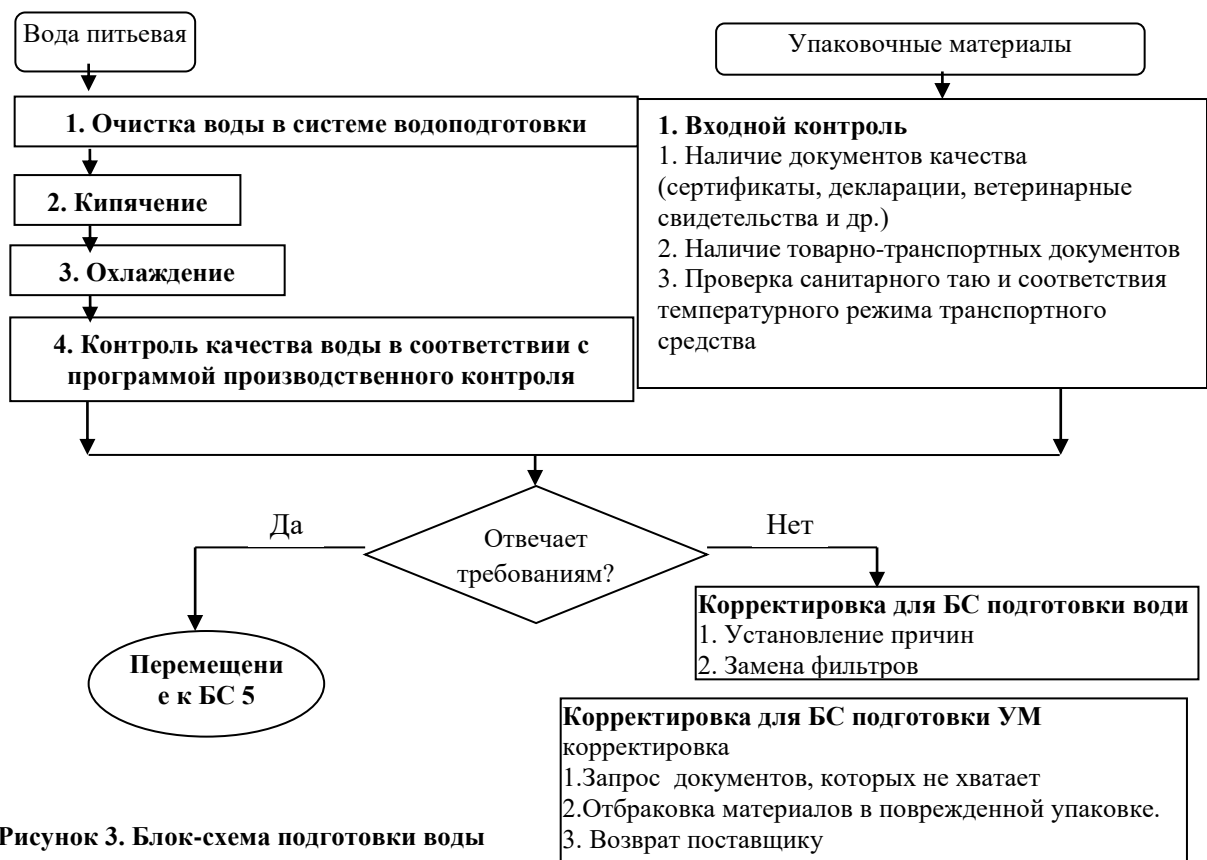 Вода питьевая
Упаковочные материалы
1. Очистка воды в системе водоподготовки
2. Кипячение
3. Охлаждение
4. Контроль качества воды в соответствии с
программой производственного контроля
1. Входной контроль
1. Наличие документов качества
(сертификаты, декларации, ветеринарные
свидетельства и др.)
2. Наличие товарно-транспортных документов
3. Проверка санитарного таю и соответствия
температурного режима транспортного
средства
Да
Отвечает
требованиям?
Нет
Перемещени
е к БС 5
Корректировка для БС подготовки води
1. Установление причин
2. Замена фильтров
Корректировка для БС подготовки УМ
корректировка
1.Запрос документов, которых не хватает
2.Отбраковка материалов в поврежденной упаковке.
3. Возврат поставщику
Рисунок 3. Блок-схема подготовки воды